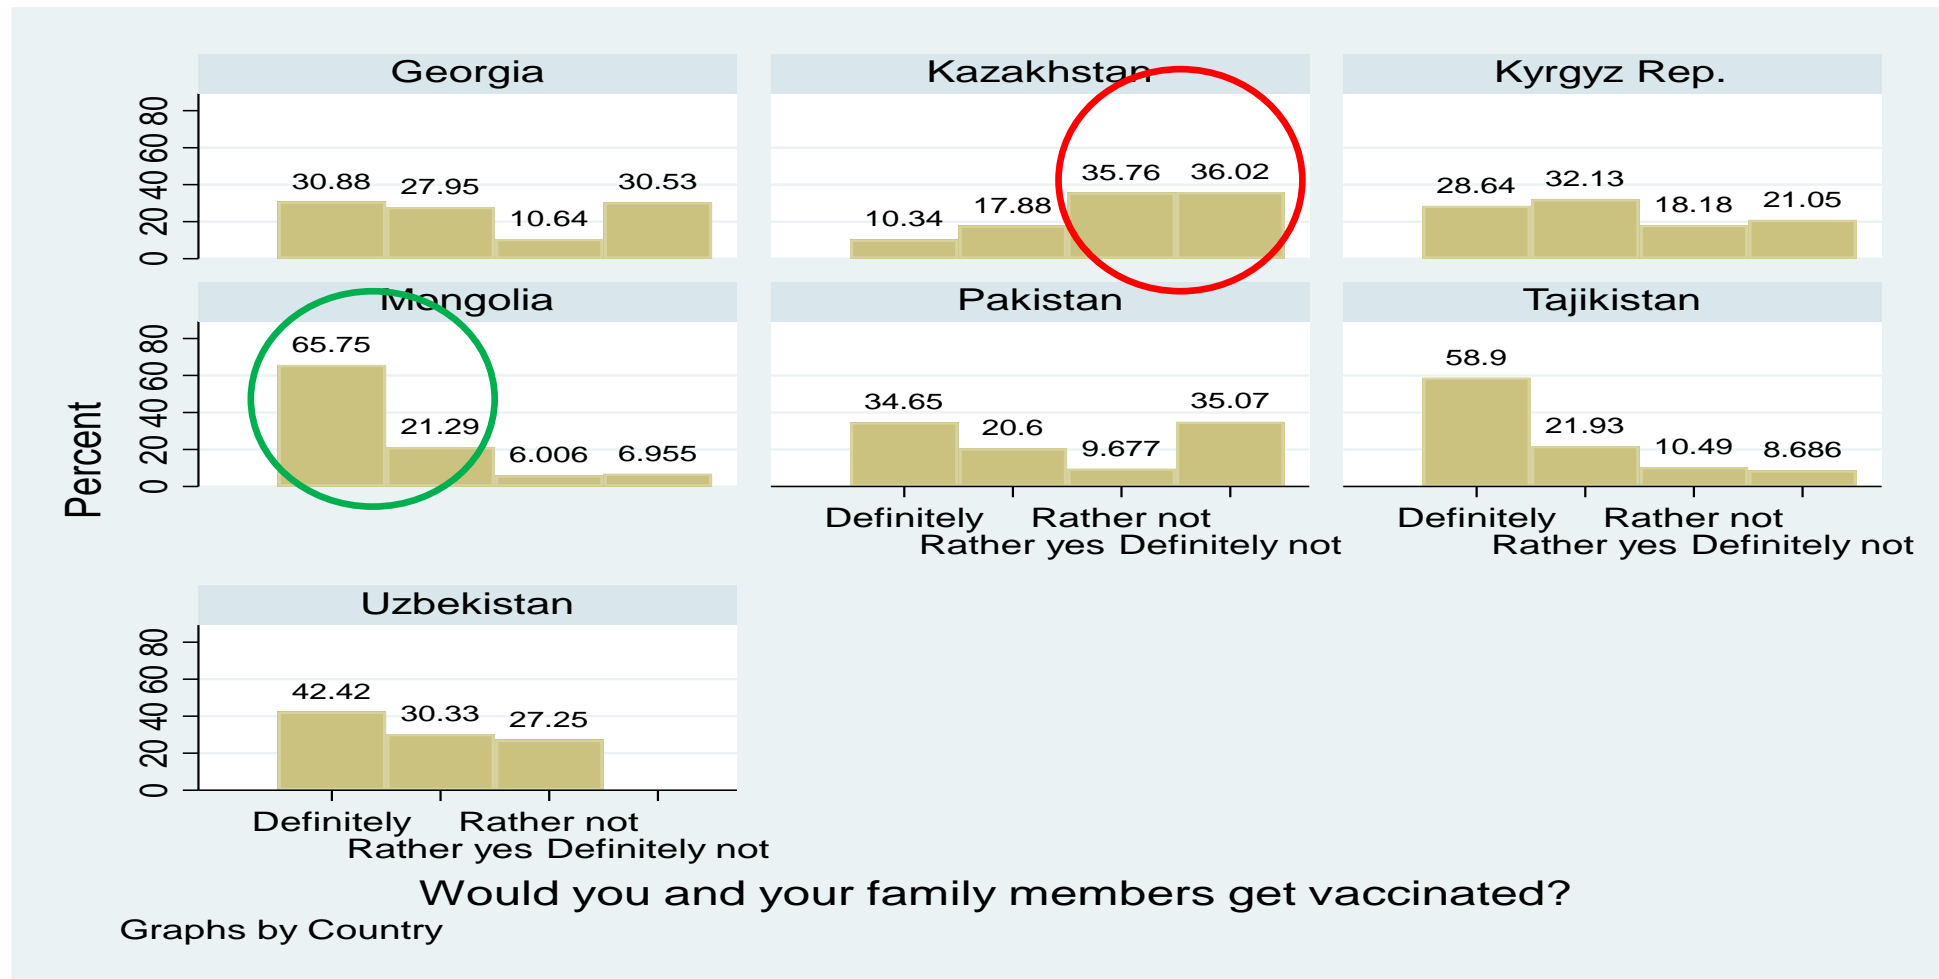 Georgia
Kazakhstan
Kyrgyz Rep.
0 20 40 60 80
30.88 27.95 10.64 30.53
10.34 17.88 35.76 36.02
28.64 32.13 18.18 21.05
Mongolia
Pakistan
Tajikistan
Percent
0 20 40 60 80
65.75 21.29 6.006 6.955
34.65 20.6 9.677 35.07
58.9 21.93 10.49 8.686
Definitely Rather not
Rather yes Definitely not
Definitely Rather not
Rather yes Definitely not
Uzbekistan
0 20 40 60 80
42.42 30.33 27.25
Definitely Rather not
Rather yes Definitely not
Would you and your family members get vaccinated?
Graphs by Country